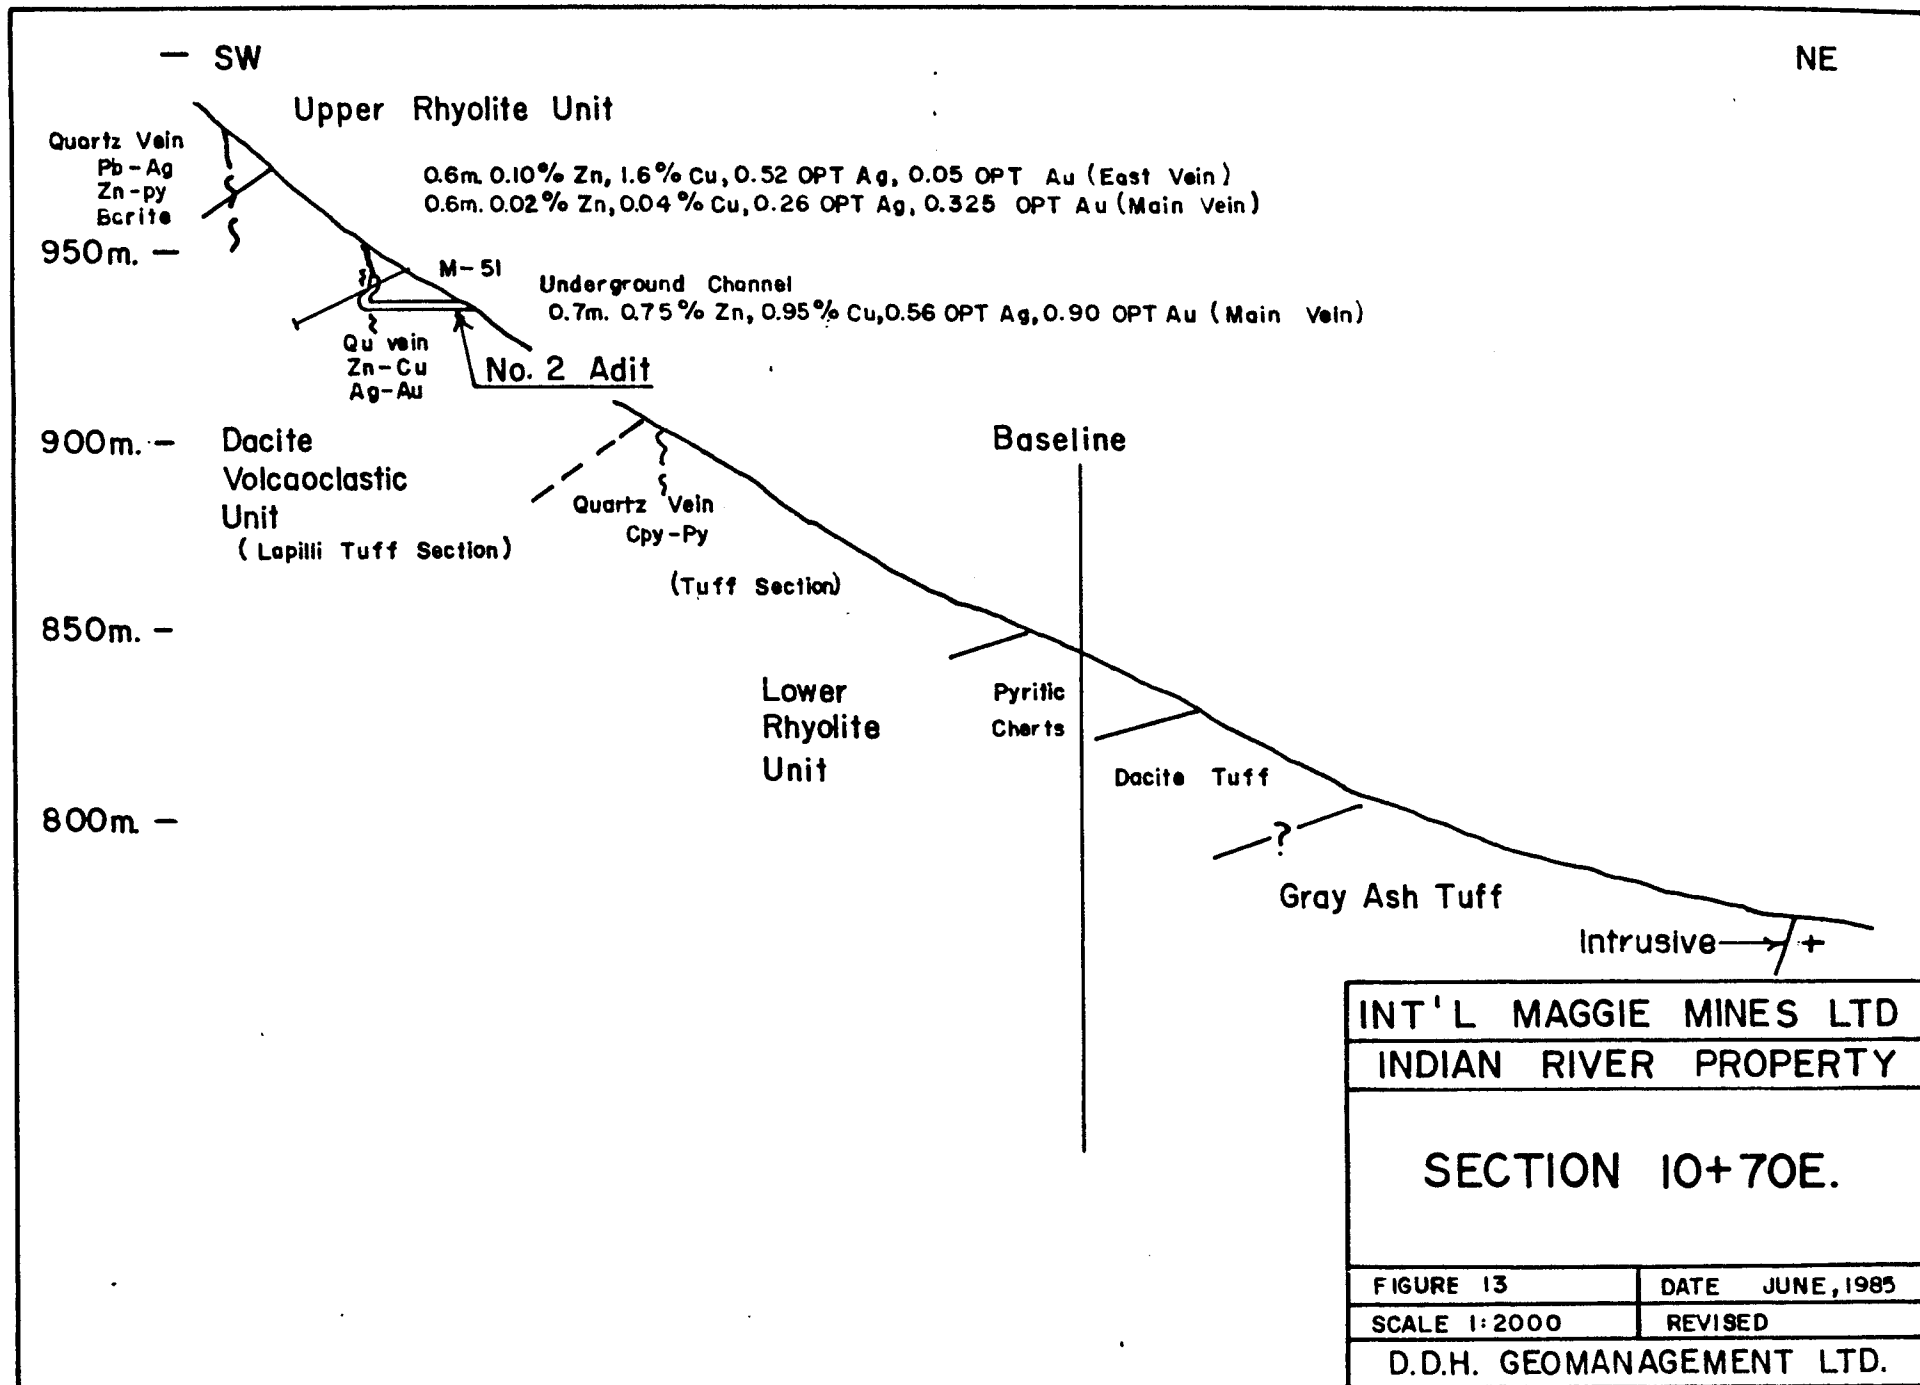 — SW
NE
Upper Rhyolite Unit
Quartz Vein
Pb-Ag
Zn-py
Barite
0.6m. 0.10% Zn, 1.6% Cu, 0.52 OPT Ag, 0.05 OPT Au (East Vein)
0.6m. 0.02% Zn, 0.04% Cu, 0.26 OPT Ag, 0.325 OPT Au (Main Vein)
950m. —
M-51
Underground Channel
0.7m. 0.75% Zn, 0.95% Cu, 0.56 OPT Ag, 0.90 OPT Au (Main Vein)
Qu vein
Zn-Cu
Ag-Au
No. 2 Adit
900m. —
Dacite
Volcaoclastic
Unit
(Lapilli Tuff Section)
Baseline
Quartz Vein
Cpy-Py
(Tuff Section)
850m. —
Lower
Rhyolite
Unit
Pyritic
Cherts
Dacite Tuff
800m. —
?
Gray Ash Tuff
Intrusive
+
INT'L MAGGIE MINES LTD
INDIAN RIVER PROPERTY
SECTION 10+70E.
FIGURE 13
DATE JUNE, 1985
SCALE 1:2000
REVISED
D.D.H. GEOMANAGEMENT LTD.